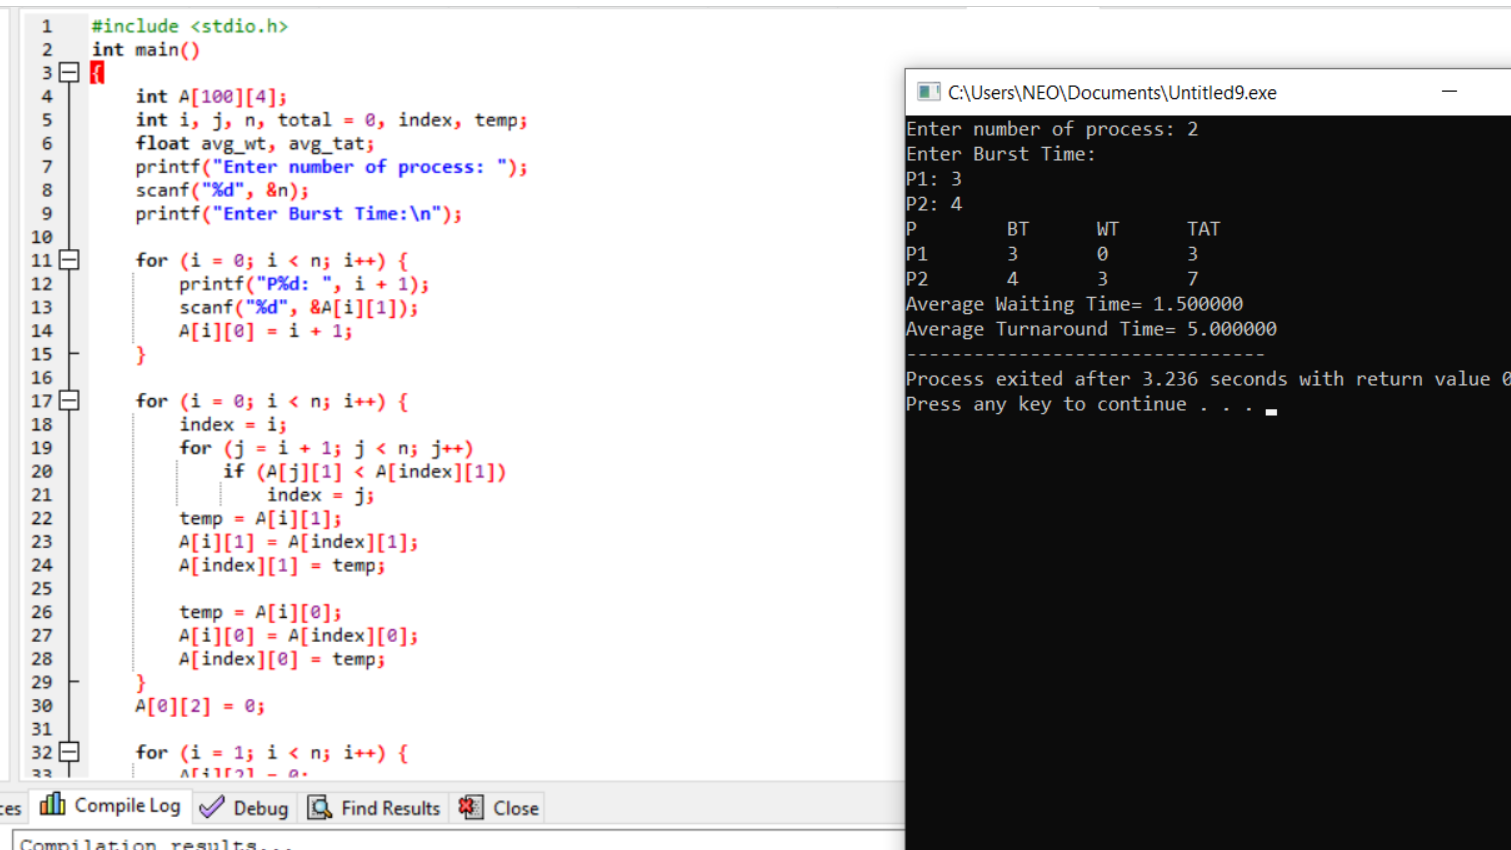 1 #include <stdio.h>
2 int main()
3 {
4 int A[100][4];
5 int i, j, n, total = 0, index, temp;
6 float avg_wt, avg_tat;
7 printf("Enter number of process: ");
8 scanf("%d", &n);
9 printf("Enter Burst Time:\n");
10
11 for (i = 0; i < n; i++) {
12 printf("P%d: ", i + 1);
13 scanf("%d", &A[i][1]);
14 A[i][0] = i + 1;
15 }
16
17 for (i = 0; i < n; i++) {
18 index = i;
19 for (j = i + 1; j < n; j++)
20 if (A[j][1] < A[index][1])
21 index = j;
22 temp = A[i][1];
23 A[i][1] = A[index][1];
24 A[index][1] = temp;
25
26 temp = A[i][0];
27 A[i][0] = A[index][0];
28 A[index][0] = temp;
29 }
30 A[0][2] = 0;
31
32 for (i = 1; i < n; i++) {
33 A[i][2] = 0;
Compile Log Debug Find Results Close
Compilation results...
C:\Users\NEO\Documents\Untitled9.exe
Enter number of process: 2
Enter Burst Time:
P1: 3
P2: 4
P BT WT TAT
P1 3 0 3
P2 4 3 7
Average Waiting Time= 1.500000
Average Turnaround Time= 5.000000
--------------------------------
Process exited after 3.236 seconds with return value 0
Press any key to continue . . .